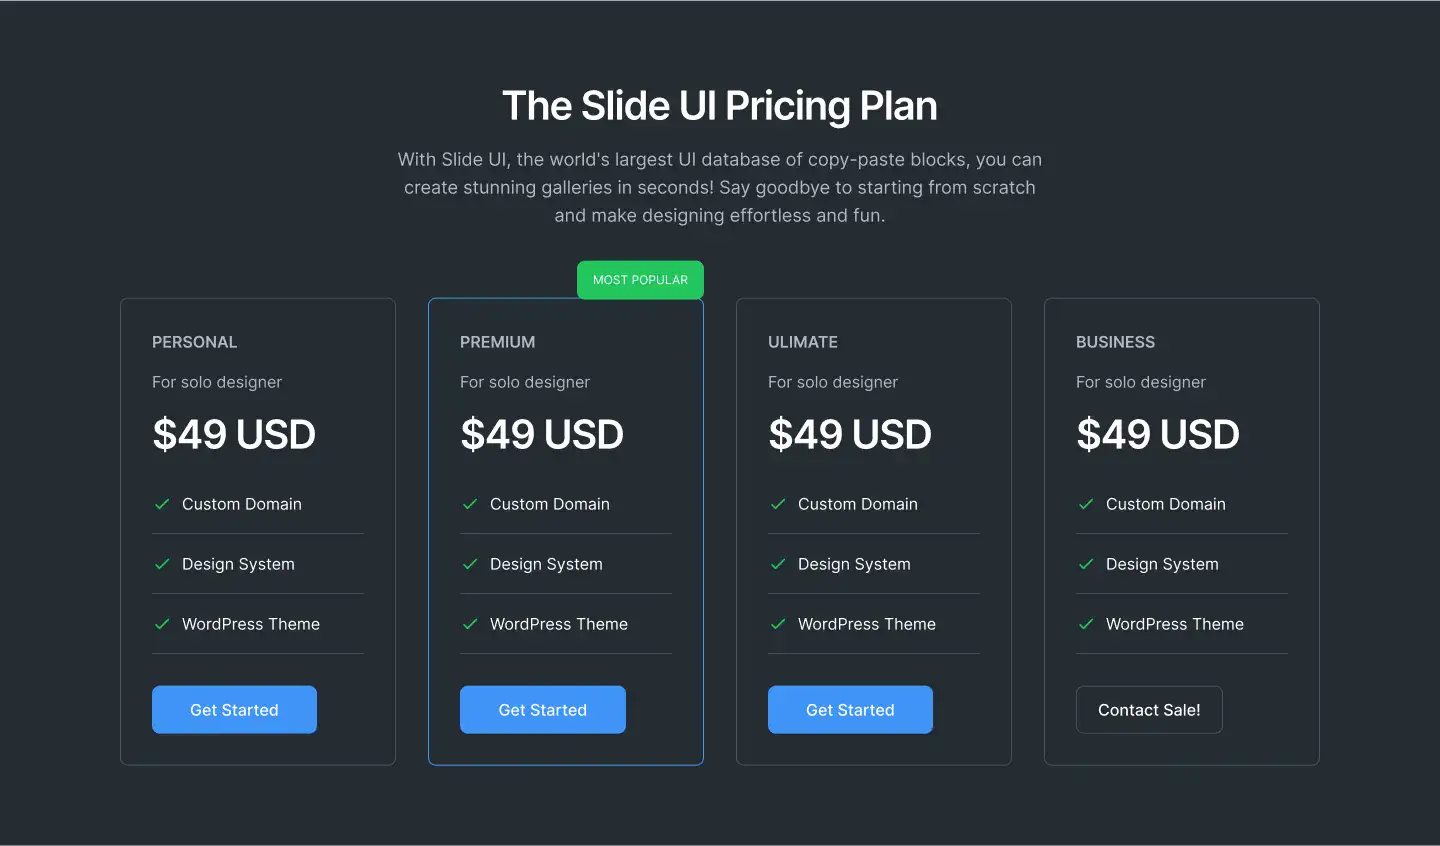 The Slide UI Pricing Plan
With Slide UI, the world's largest UI database of copy-paste blocks, you can
create stunning galleries in seconds! Say goodbye to starting from scratch
and make designing effortless and fun.
PERSONAL
For solo designer
$49 USD
Custom Domain
Design System
WordPress Theme
Get Started
MOST POPULAR
PREMIUM
For solo designer
$49 USD
Custom Domain
Design System
WordPress Theme
Get Started
ULIMATE
For solo designer
$49 USD
Custom Domain
Design System
WordPress Theme
Get Started
BUSINESS
For solo designer
$49 USD
Custom Domain
Design System
WordPress Theme
Contact Sale!